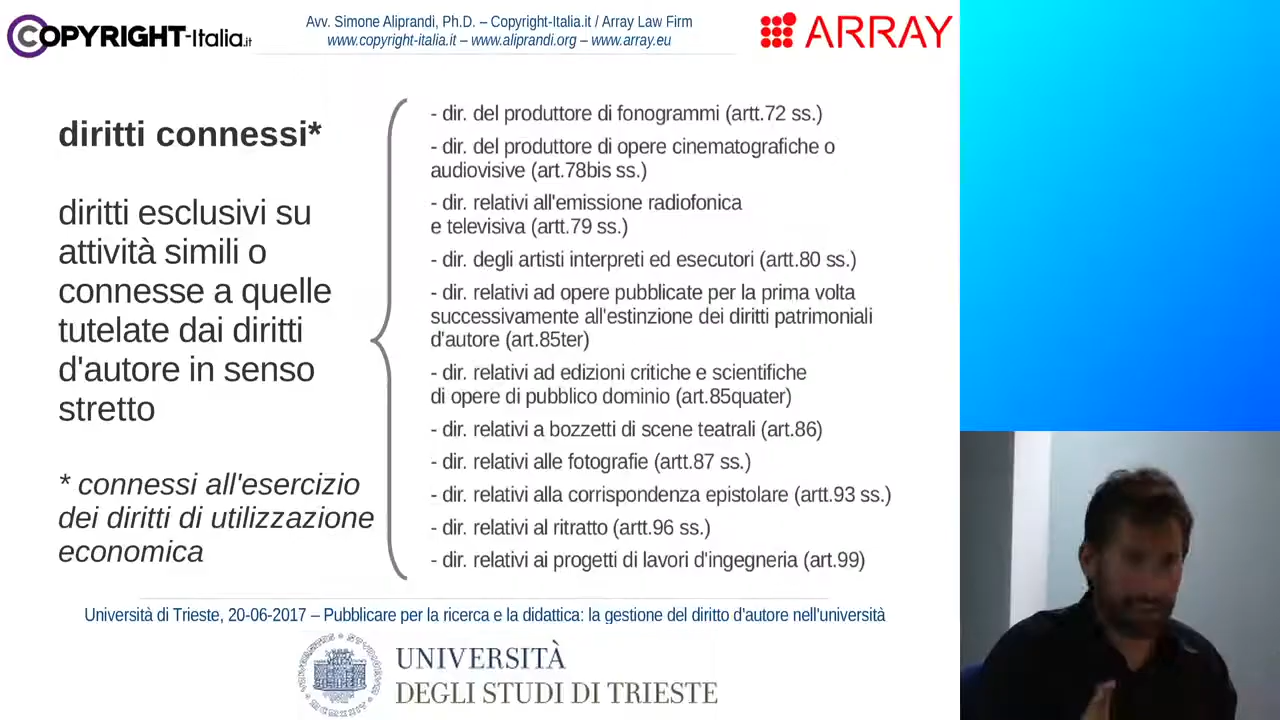 COPYRIGHT-Italia.it
Avv. Simone Aliprandi, Ph.D. – Copyright-Italia.it / Array Law Firm
www.copyright-italia.it – www.aliprandi.org – www.array.eu
ARRAY
diritti connessi*
diritti esclusivi su
attività simili o
connesse a quelle
tutelate dai diritti
d'autore in senso
stretto
* connessi all'esercizio
dei diritti di utilizzazione
economica
- dir. del produttore di fonogrammi (artt.72 ss.)
- dir. del produttore di opere cinematografiche o
audiovisive (art.78bis ss.)
- dir. relativi all'emissione radiofonica
e televisiva (artt.79 ss.)
- dir. degli artisti interpreti ed esecutori (artt.80 ss.)
- dir. relativi ad opere pubblicate per la prima volta
successivamente all'estinzione dei diritti patrimoniali
d'autore (art.85ter)
- dir. relativi ad edizioni critiche e scientifiche
di opere di pubblico dominio (art.85quater)
- dir. relativi a bozzetti di scene teatrali (art.86)
- dir. relativi alle fotografie (artt.87 ss.)
- dir. relativi alla corrispondenza epistolare (artt.93 ss.)
- dir. relativi al ritratto (artt.96 ss.)
- dir. relativi ai progetti di lavori d'ingegneria (art.99)
Università di Trieste, 20-06-2017 – Pubblicare per la ricerca e la didattica: la gestione del diritto d'autore nell'università
UNIVERSITÀ
DEGLI STUDI DI TRIESTE